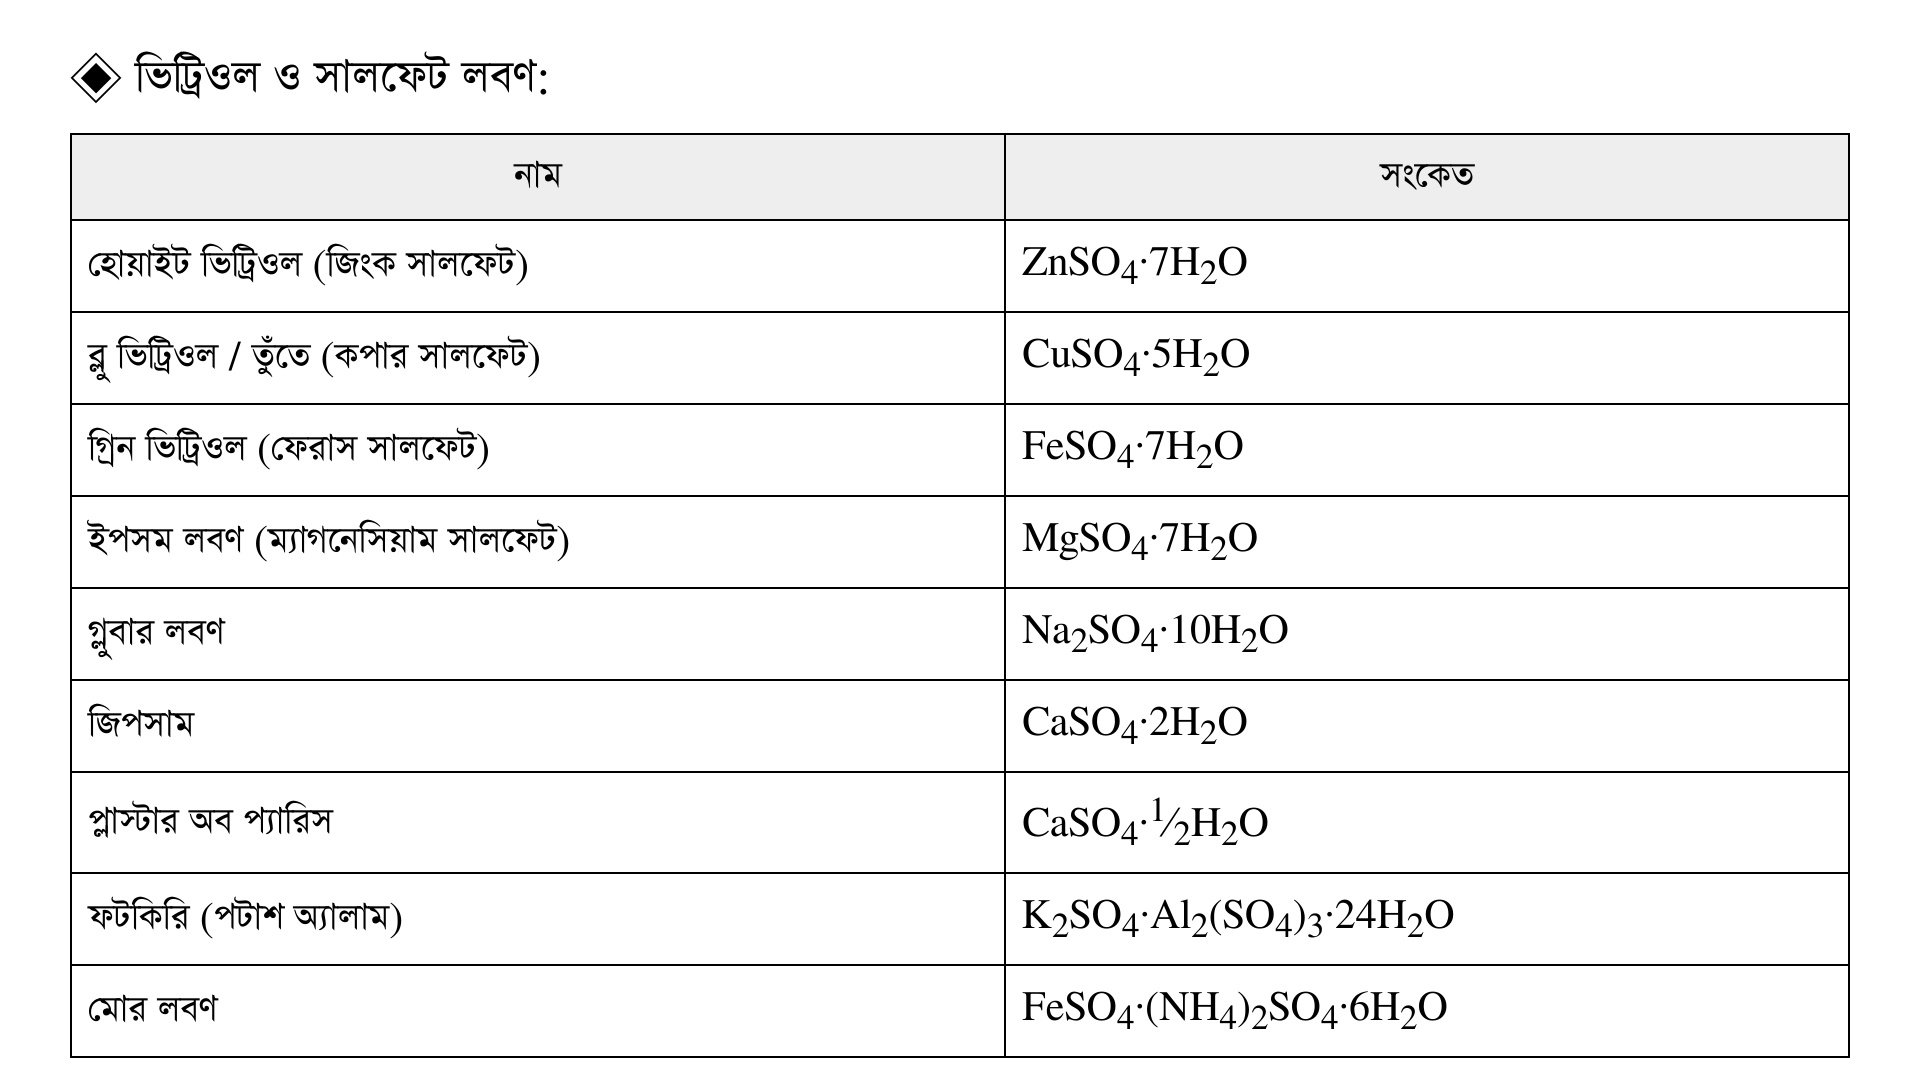 ◈ ভিট্রিওল ও সালফেট লবণ:
নাম	সংকেত
হোয়াইট ভিট্রিওল (জিংক সালফেট)	ZnSO₄·7H₂O
ব্লু ভিট্রিওল / তুঁতে (কপার সালফেট)	CuSO₄·5H₂O
গ্রিন ভিট্রিওল (ফেরাস সালফেট)	FeSO₄·7H₂O
ইপসম লবণ (ম্যাগনেসিয়াম সালফেট)	MgSO₄·7H₂O
গ্লুবার লবণ	Na₂SO₄·10H₂O
জিপসাম	CaSO₄·2H₂O
প্লাস্টার অব প্যারিস	CaSO₄·½H₂O
ফটকিরি (পটাশ অ্যালাম)	K₂SO₄·Al₂(SO₄)₃·24H₂O
মোর লবণ	FeSO₄·(NH₄)₂SO₄·6H₂O